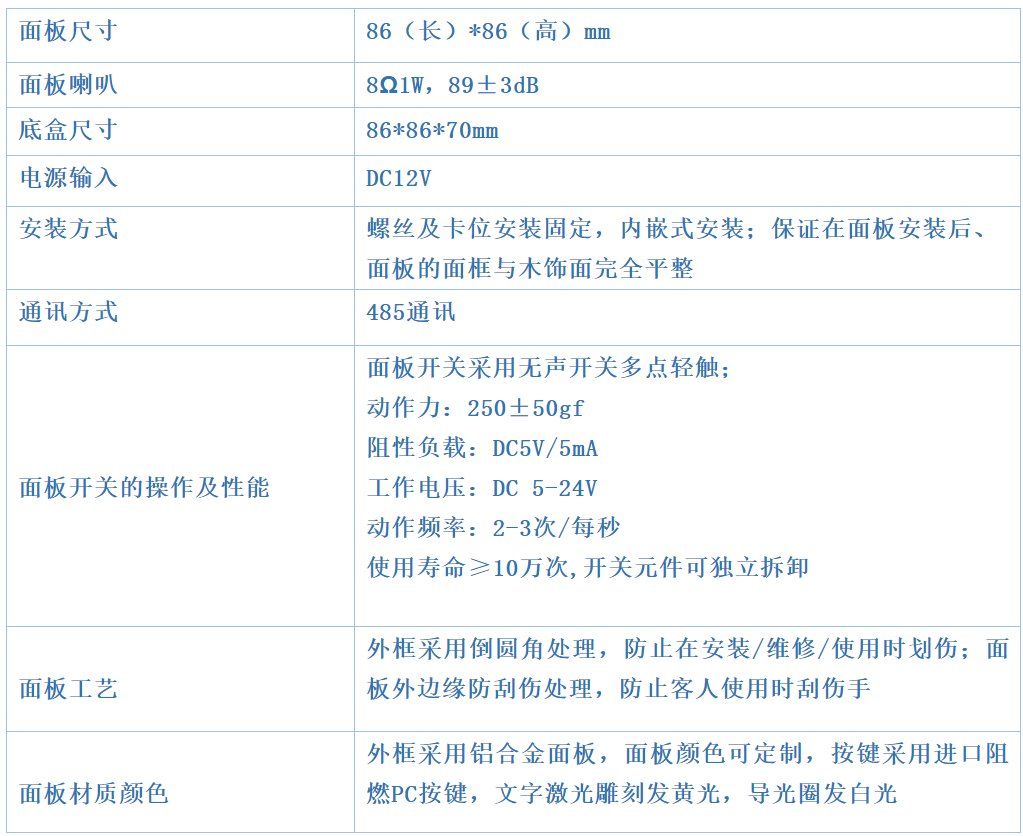 面板尺寸
86（长）*86（高）mm
面板喇叭
8Ω1W，89±3dB
底盒尺寸
86*86*70mm
电源输入
DC12V
安装方式
螺丝及卡位安装固定，内嵌式安装；保证在面板安装后、
面板的面框与木饰面完全平整
通讯方式
485通讯
面板开关的操作及性能
面板开关采用无声开关多点轻触；
动作力：250±50gf
阻性负载：DC5V/5mA
工作电压：DC 5-24V
动作频率：2-3次/每秒
使用寿命≥10万次,开关元件可独立拆卸
面板工艺
外框采用倒圆角处理，防止在安装/维修/使用时划伤；面
板外边缘防刮伤处理，防止客人使用时刮伤手
面板材质颜色
外框采用铝合金面板，面板颜色可定制，按键采用进口阻
燃PC按键，文字激光雕刻发黄光，导光圈发白光